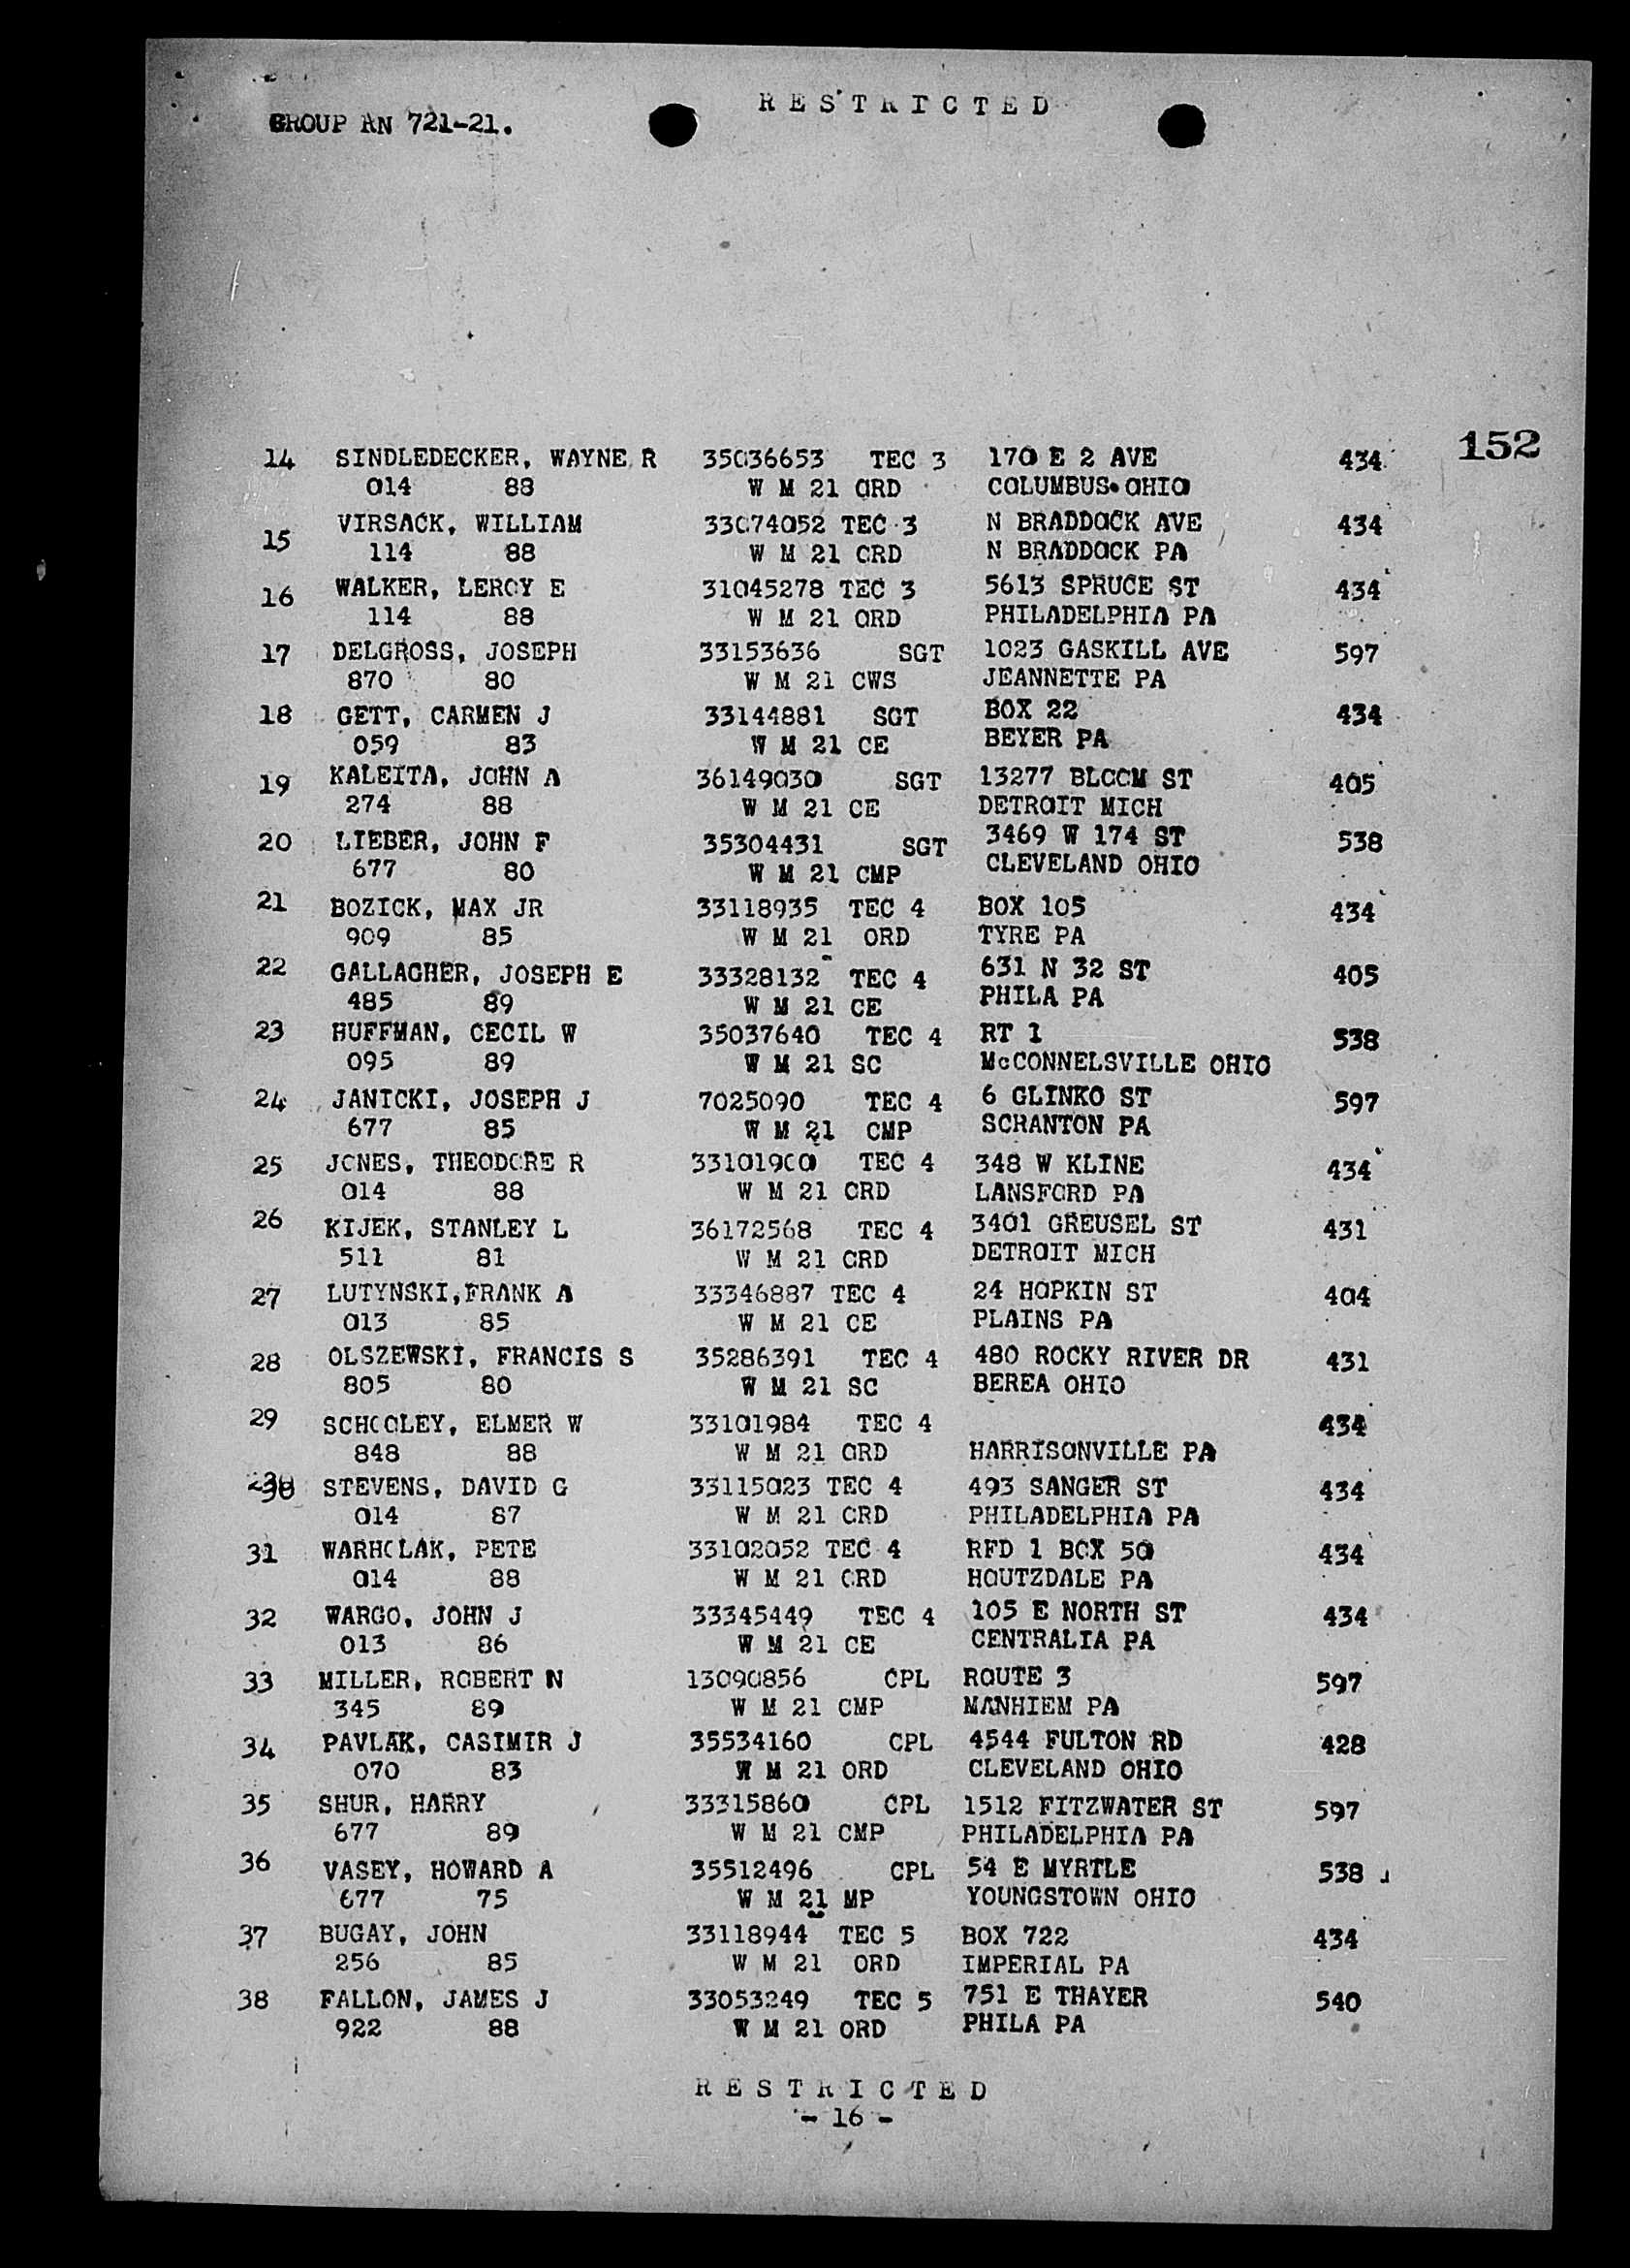 RESTRICTED
GROUP AN 721-21.
152
14 SINDLEDECKER, WAYNE R 35036653 TEC 3 170 E 2 AVE 434
014 88 W M 21 ORD COLUMBUS OHIO
15 VIRSACK, WILLIAM 33074052 TEC 3 N BRADDOCK AVE 434
114 88 W M 21 ORD N BRADDOCK PA
16 WALKER, LEROY E 31045278 TEC 3 5613 SPRUCE ST 434
114 88 W M 21 ORD PHILADELPHIA PA
17 DELGROSS, JOSEPH 33153636 SGT 1023 GASKILL AVE 597
870 80 W M 21 CWS JEANNETTE PA
18 GETT, CARMEN J 33144881 SGT BOX 22 434
059 83 W M 21 CE BEYER PA
19 KALEITA, JOHN A 36149030 SGT 13277 BLOOM ST 405
274 88 W M 21 CE DETROIT MICH
20 LIEBER, JOHN F 35304431 SGT 3469 W 174 ST 538
677 80 W M 21 CMP CLEVELAND OHIO
21 BOZICK, MAX JR 33118935 TEC 4 BOX 105 434
909 85 W M 21 ORD TYRE PA
22 GALLAGHER, JOSEPH E 33328132 TEC 4 631 N 32 ST 405
485 89 W M 21 CE PHILA PA
23 HUFFMAN, CECIL W 35037640 TEC 4 RT 1 538
095 89 W M 21 SC McCONNELSVILLE OHIO
24 JANICKI, JOSEPH J 7025090 TEC 4 6 GLINKO ST 597
677 85 W M 21 CMP SCRANTON PA
25 JONES, THEODORE R 33101900 TEC 4 348 W KLINE 434
014 88 W M 21 ORD LANSFORD PA
26 KIJEK, STANLEY L 36172568 TEC 4 3401 GREUSEL ST 431
511 81 W M 21 ORD DETROIT MICH
27 LUTYNSKI,FRANK A 33346887 TEC 4 24 HOPKIN ST 404
013 85 W M 21 CE PLAINS PA
28 OLSZEWSKI, FRANCIS S 35286391 TEC 4 480 ROCKY RIVER DR 431
805 80 W M 21 SC BEREA OHIO
29 SCHOOLEY, ELMER W 33101984 TEC 4 434
848 88 W M 21 ORD HARRISONVILLE PA
30 STEVENS, DAVID G 33115023 TEC 4 493 SANGER ST 434
014 87 W M 21 ORD PHILADELPHIA PA
31 WARHOLAK, PETE 33102052 TEC 4 RFD 1 BOX 50 434
014 88 W M 21 ORD HOUTZDALE PA
32 WARGO, JOHN J 33345449 TEC 4 105 E NORTH ST 434
013 86 W M 21 CE CENTRALIA PA
33 MILLER, ROBERT N 13090856 CPL ROUTE 3 597
345 89 W M 21 CMP MANHIEM PA
34 PAVLAK, CASIMIR J 35534160 CPL 4544 FULTON RD 428
070 83 W M 21 ORD CLEVELAND OHIO
35 SHUR, HARRY 33315860 CPL 1512 FITZWATER ST 597
677 89 W M 21 CMP PHILADELPHIA PA
36 VASEY, HOWARD A 35512496 CPL 54 E MYRTLE 538
677 75 W M 21 MP YOUNGSTOWN OHIO
37 BUGAY, JOHN 33118944 TEC 5 BOX 722 434
256 85 W M 21 ORD IMPERIAL PA
38 FALLON, JAMES J 33053249 TEC 5 751 E THAYER 540
922 88 W M 21 ORD PHILA PA
RESTRICTED
- 16 -